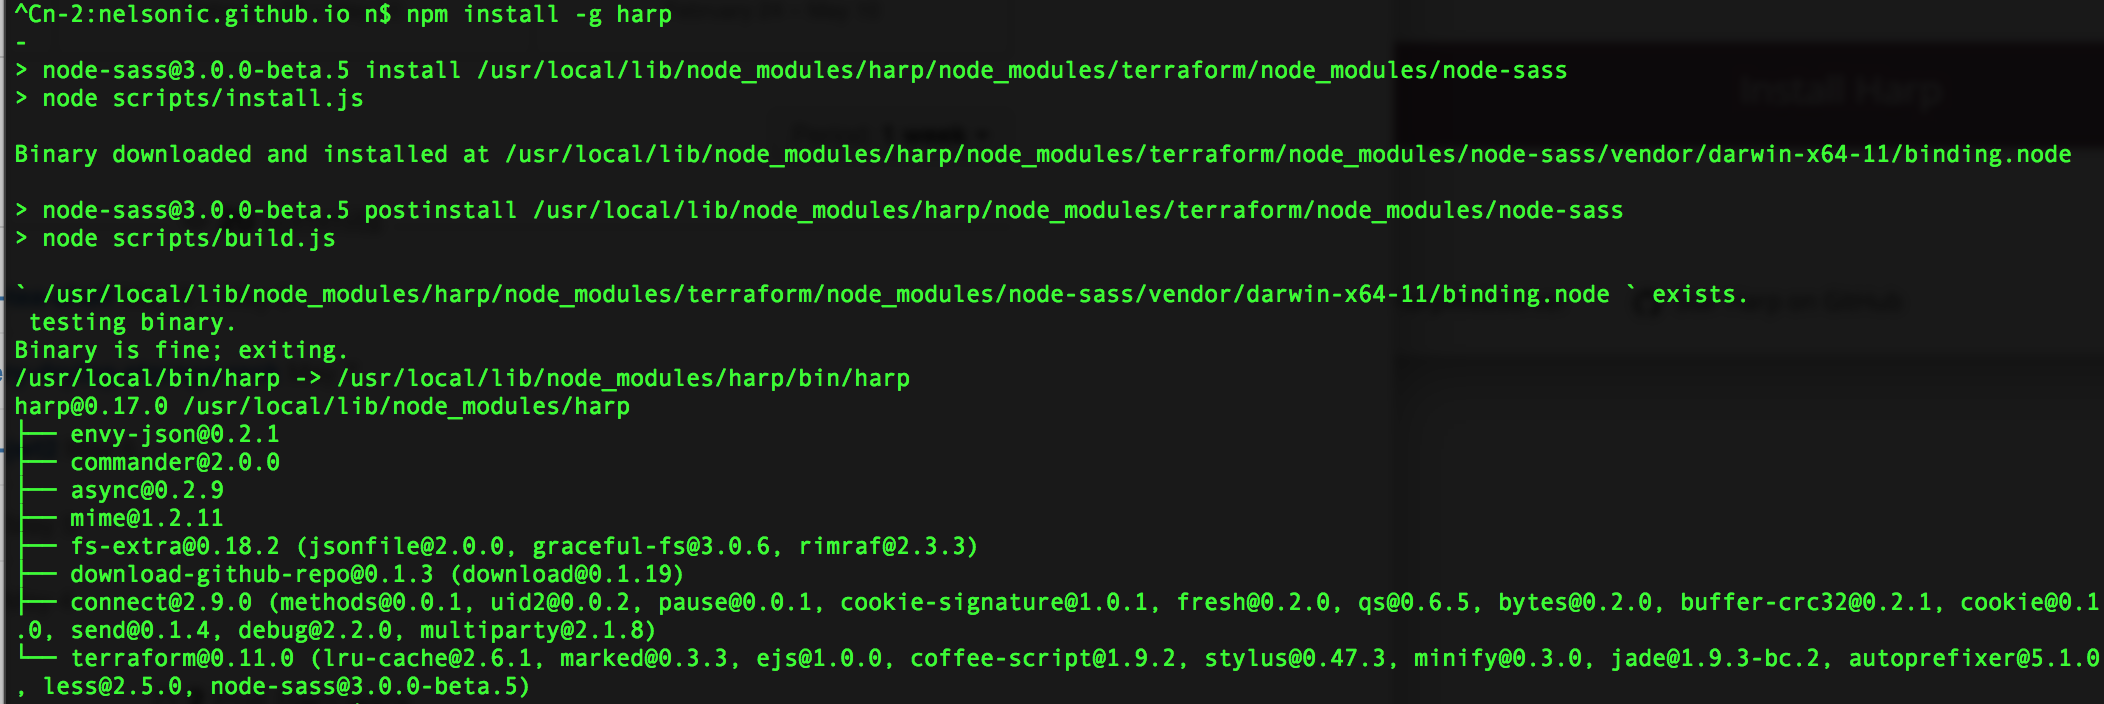 ^Cn-2:nelsonic.github.io n$ npm install -g harp
-
> node-sass@3.0.0-beta.5 install /usr/local/lib/node_modules/harp/node_modules/terraform/node_modules/node-sass
> node scripts/install.js
Install Harp
Binary downloaded and installed at /usr/local/lib/node_modules/harp/node_modules/terraform/node_modules/node-sass/vendor/darwin-x64-11/binding.node
> node-sass@3.0.0-beta.5 postinstall /usr/local/lib/node_modules/harp/node_modules/terraform/node_modules/node-sass
> node scripts/build.js
` /usr/local/lib/node_modules/harp/node_modules/terraform/node_modules/node-sass/vendor/darwin-x64-11/binding.node ` exists.
 testing binary.
Binary is fine; exiting.
/usr/local/bin/harp -> /usr/local/lib/node_modules/harp/bin/harp
harp@0.17.0 /usr/local/lib/node_modules/harp
├── envy-json@0.2.1
├── commander@2.0.0
├── async@0.2.9
├── mime@1.2.11
├── fs-extra@0.18.2 (jsonfile@2.0.0, graceful-fs@3.0.6, rimraf@2.3.3)
├── download-github-repo@0.1.3 (download@0.1.19)
├── connect@2.9.0 (methods@0.0.1, uid2@0.0.2, pause@0.0.1, cookie-signature@1.0.1, fresh@0.2.0, qs@0.6.5, bytes@0.2.0, buffer-crc32@0.2.1, cookie@0.1
.0, send@0.1.4, debug@2.2.0, multiparty@2.1.8)
└── terraform@0.11.0 (lru-cache@2.6.1, marked@0.3.3, ejs@1.0.0, coffee-script@1.9.2, stylus@0.47.3, minify@0.3.0, jade@1.9.3-bc.2, autoprefixer@5.1.0
, less@2.5.0, node-sass@3.0.0-beta.5)